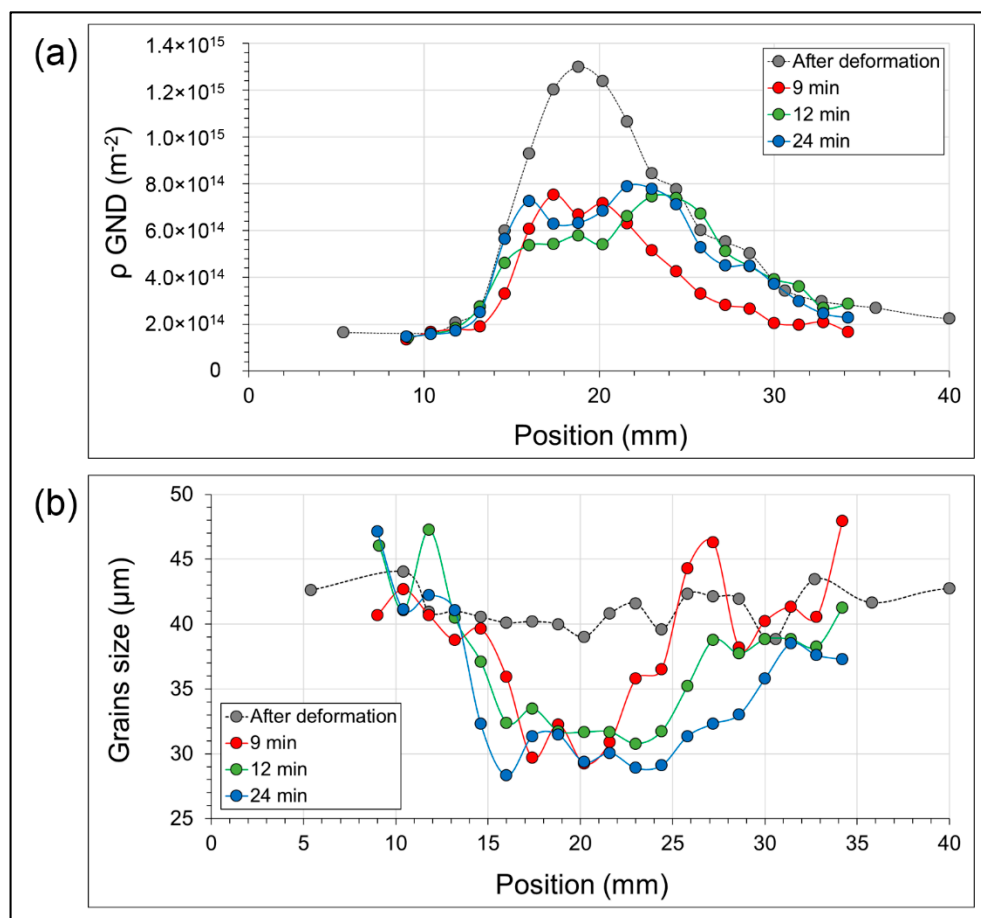 (a)
1.4×10¹⁵
1.2×10¹⁵
1.0×10¹⁵
8.0×10¹⁴
6.0×10¹⁴
4.0×10¹⁴
2.0×10¹⁴
0
ρ GND (m⁻²)
After deformation
9 min
12 min
24 min
0 10 20 30 40
Position (mm)
(b)
50
45
40
35
30
25
Grains size (µm)
After deformation
9 min
12 min
24 min
0 5 10 15 20 25 30 35 40
Position (mm)